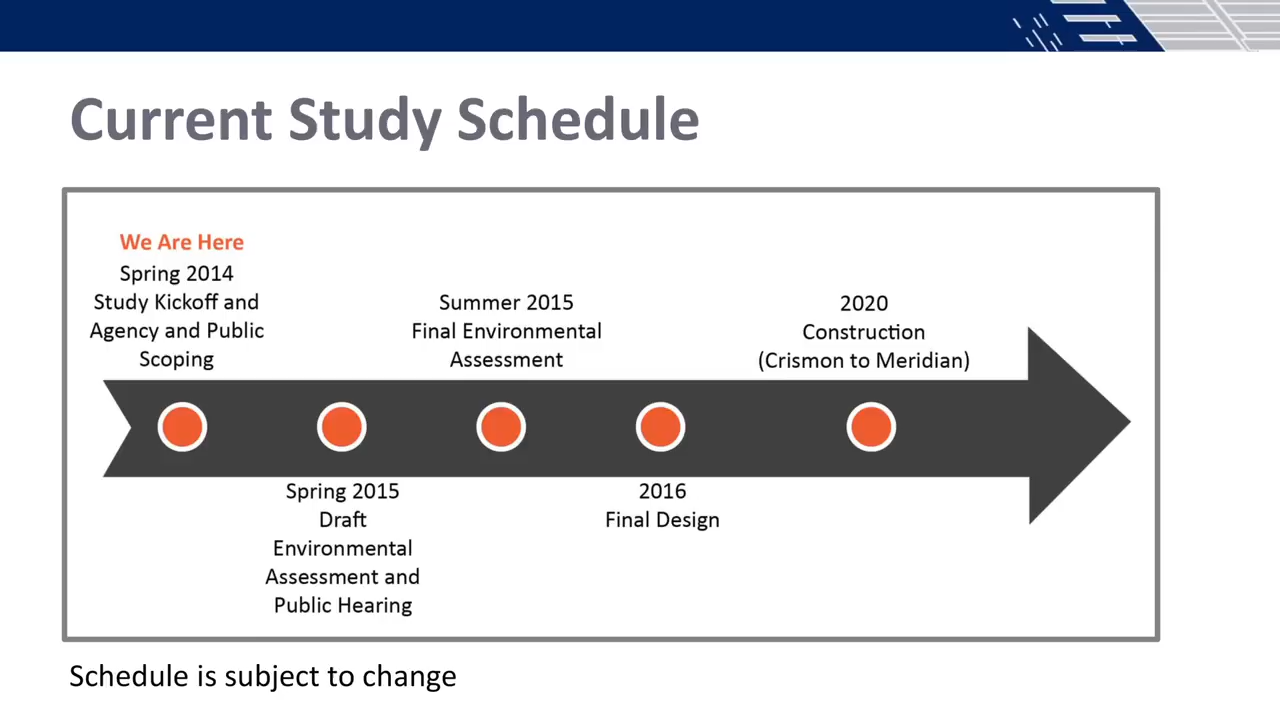 Current Study Schedule
We Are Here
Spring 2014
Study Kickoff and
Agency and Public
Scoping
Spring 2015
Draft
Environmental
Assessment and
Public Hearing
Summer 2015
Final Environmental
Assessment
2016
Final Design
2020
Construction
(Crismon to Meridian)
Schedule is subject to change